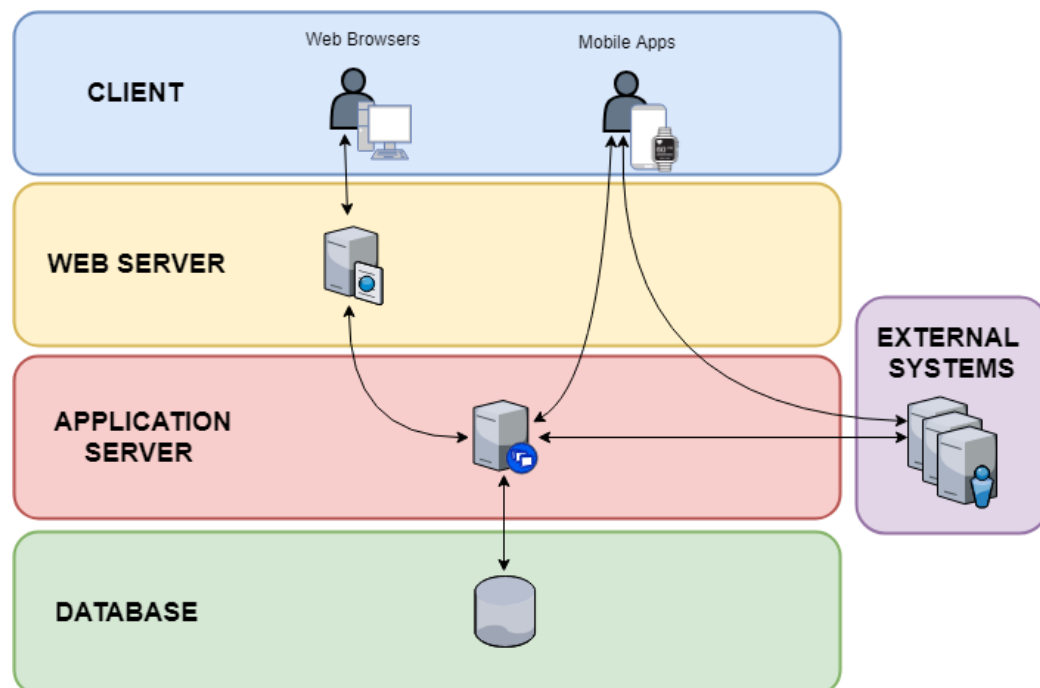 Web Browsers
Mobile Apps
CLIENT
WEB SERVER
EXTERNAL
SYSTEMS
APPLICATION
SERVER
DATABASE